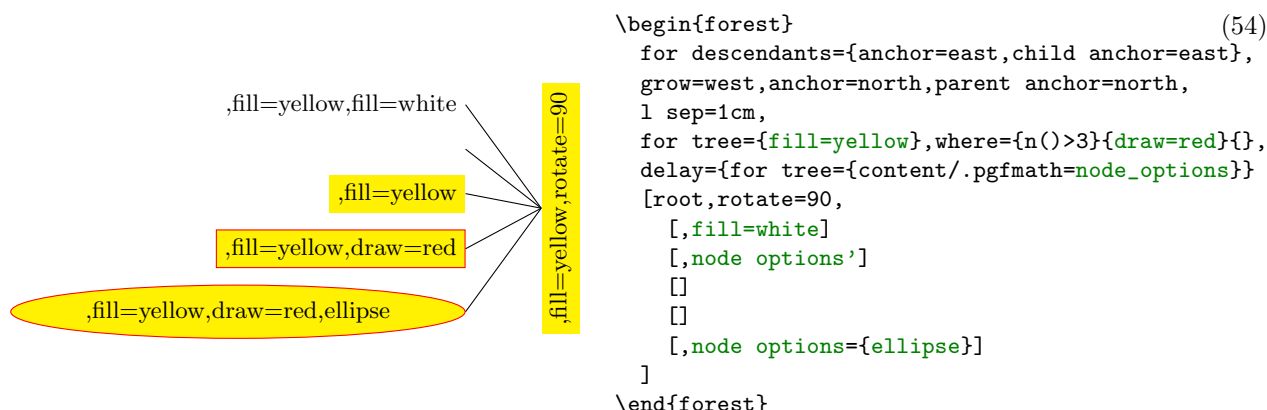 ,fill=yellow,fill=white
,fill=yellow
,fill=yellow,draw=red
,fill=yellow,draw=red,ellipse
,fill=yellow,rotate=90
\begin{forest}
(54)
for descendants={anchor=east,child anchor=east},
grow=west,anchor=north,parent anchor=north,
l sep=1cm,
for tree={fill=yellow},where={n()>3}{draw=red}{},
delay={for tree={content/.pgfmath=node_options}}
[root,rotate=90,
[,fill=white]
[,node options']
[]
[]
[,node options={ellipse}]
]
\end{forest}